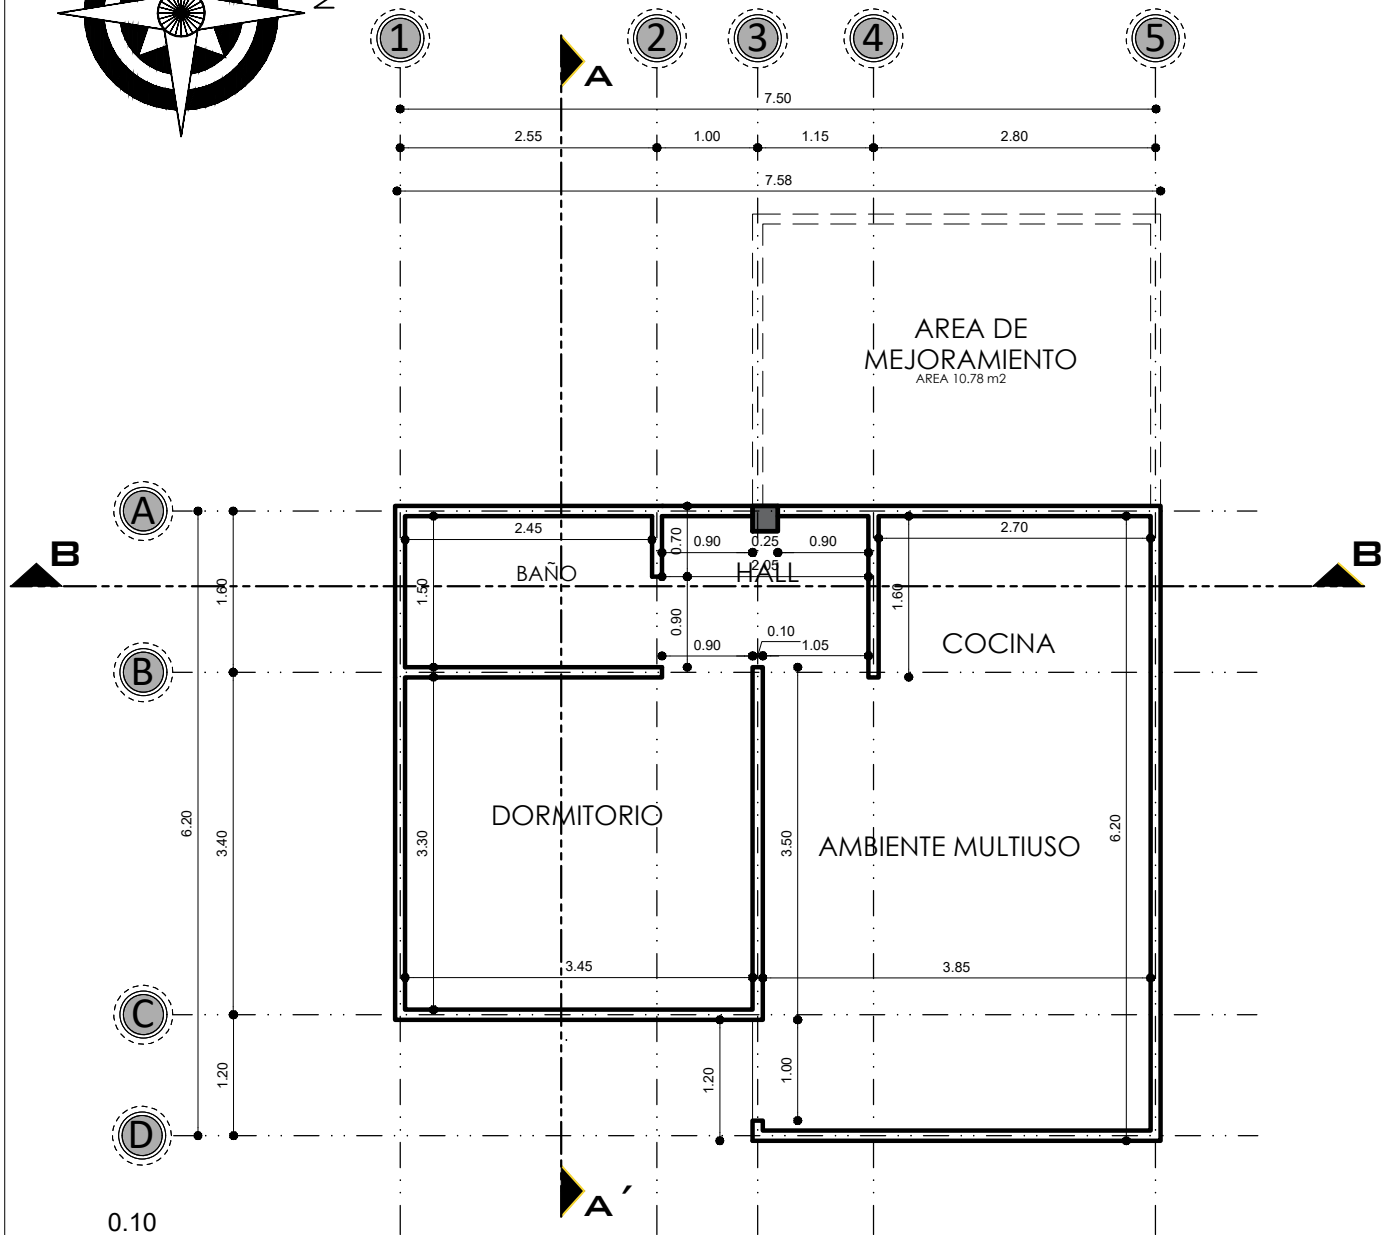 N
1
2
3
4
5
A
7.50
2.55
1.00
1.15
2.80
7.58
AREA DE
MEJORAMIENTO
AREA 10.78 m2
A
B
B
2.45
0.70
0.90
0.25
0.90
2.70
2.05
BAÑO
HALL
1.60
1.50
1.60
0.90
0.10
0.90
1.05
COCINA
B
DORMITORIO
AMBIENTE MULTIUSO
6.20
3.40
3.30
3.50
6.20
3.45
3.85
C
1.20
1.20
1.00
D
A´
0.10